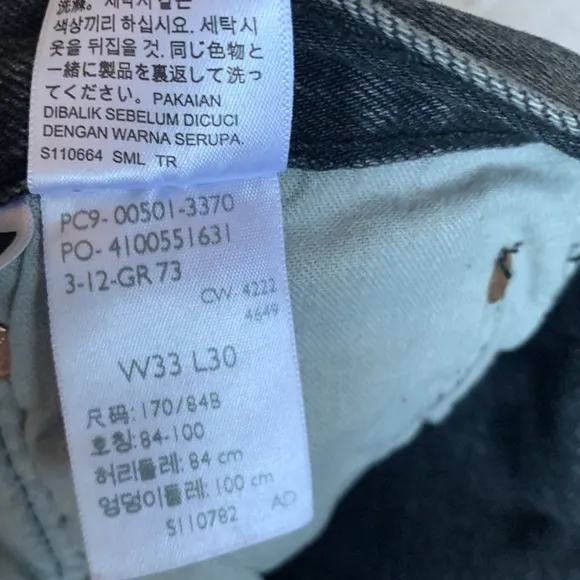 색상끼리 하십시오. 세탁시
옷을 뒤집을 것. 同じ色物と
一緒に製品を裏返して洗っ
てください。PAKAIAN
DIBALIK SEBELUM DICUCI
DENGAN WARNA SERUPA.
S110664 SML TR
PC9-00501-3370
PO-4100551631
3-12-GR73
CW-4222
4649
W33 L30
尺码:170/84B
호칭:84-100
허리둘레:84 cm
엉덩이둘레:100 cm
S110782 AD